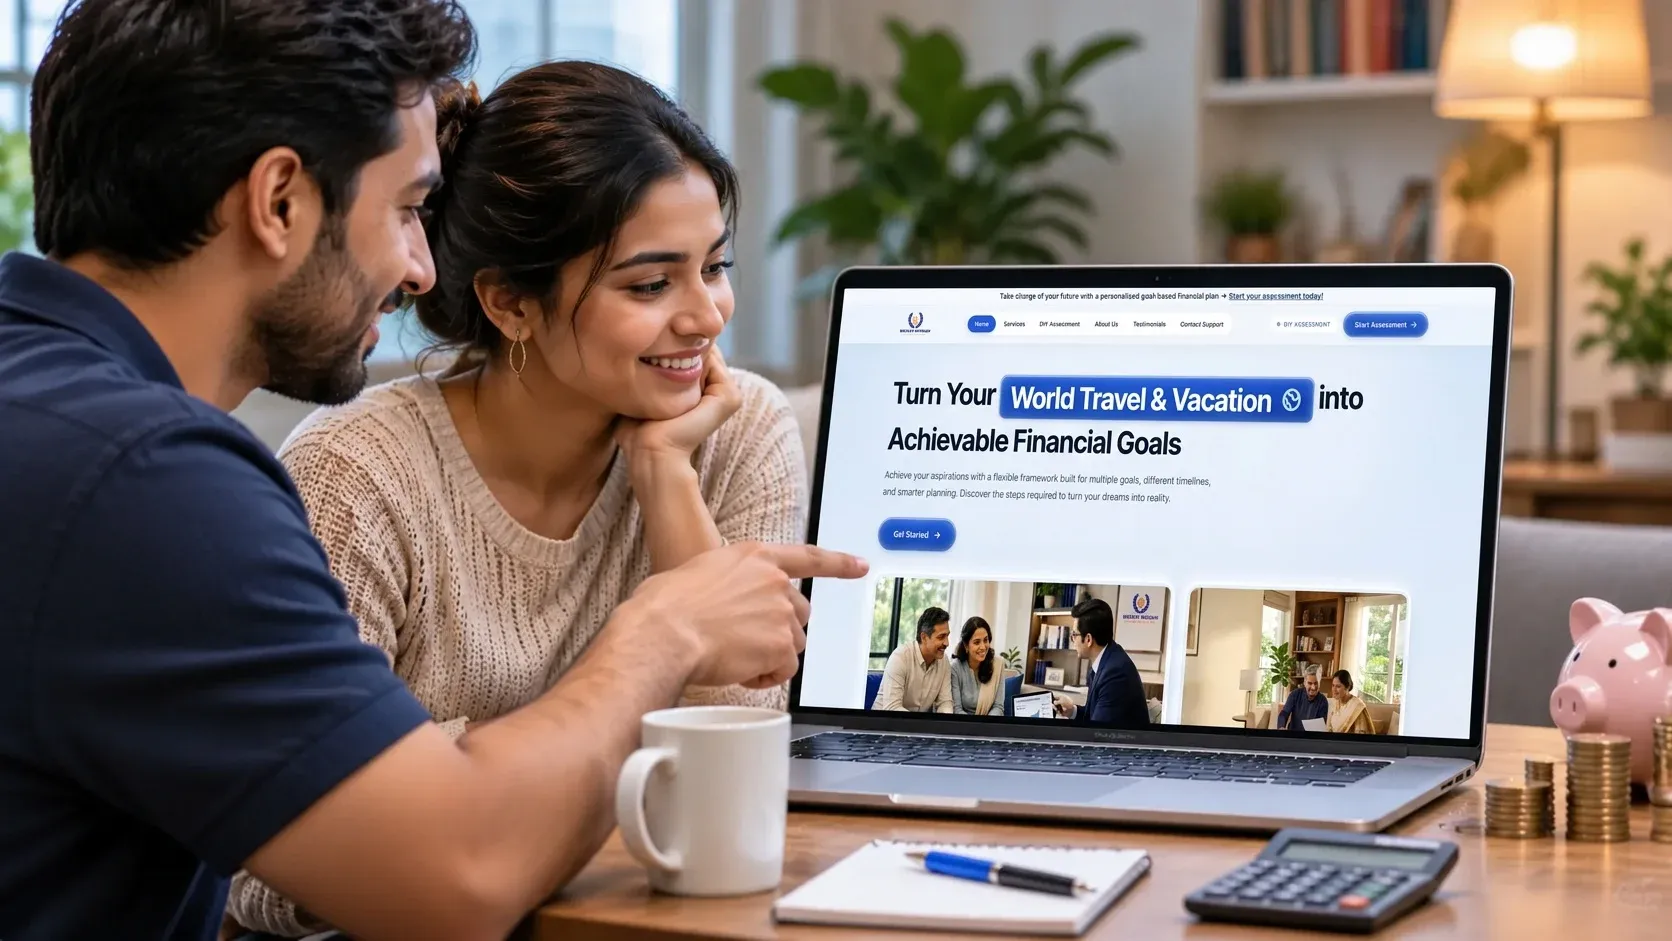 Take charge of your future with a personalised goal based Financial plan → Start your assessment today!
Home Services DIY Assecment About Us Testimonials Contact Support
DIY ASSESSMENT
Start Assessment →
Turn Your World Travel & Vacation into
Achievable Financial Goals
Achieve your aspirations with a flexible framework built for multiple goals, different timelines,
and smarter planning. Discover the steps required to turn your dreams into reality.
Get Started →